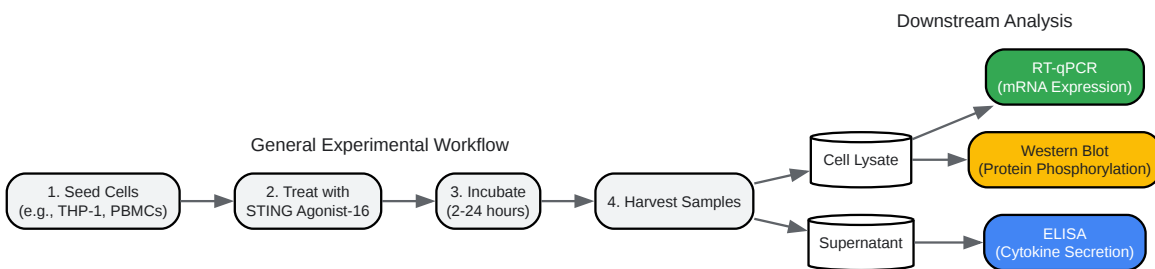 Downstream Analysis
RT-qPCR
(mRNA Expression)
General Experimental Workflow
Cell Lysate
Western Blot
(Protein Phosphorylation)
1. Seed Cells
(e.g., THP-1, PBMCs)
2. Treat with
STING Agonist-16
3. Incubate
(2-24 hours)
4. Harvest Samples
Supernatant
ELISA
(Cytokine Secretion)